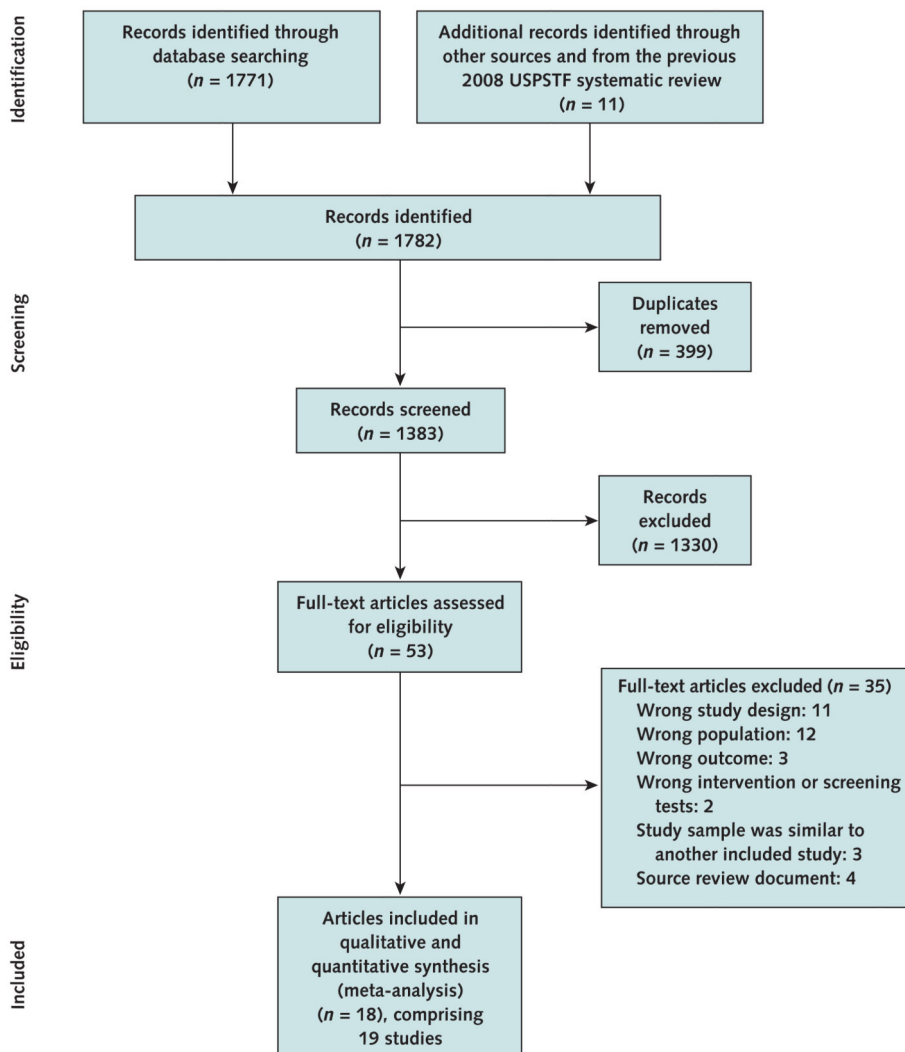 Identification
Records identified through
database searching
(n = 1771)
Additional records identified through
other sources and from the previous
2008 USPSTF systematic review
(n = 11)
Records identified
(n = 1782)
Screening
Duplicates
removed
(n = 399)
Records screened
(n = 1383)
Records
excluded
(n = 1330)
Eligibility
Full-text articles assessed
for eligibility
(n = 53)
Full-text articles excluded (n = 35)
Wrong study design: 11
Wrong population: 12
Wrong outcome: 3
Wrong intervention or screening
tests: 2
Study sample was similar to
another included study: 3
Source review document: 4
Included
Articles included in
qualitative and
quantitative synthesis
(meta-analysis)
(n = 18), comprising
19 studies